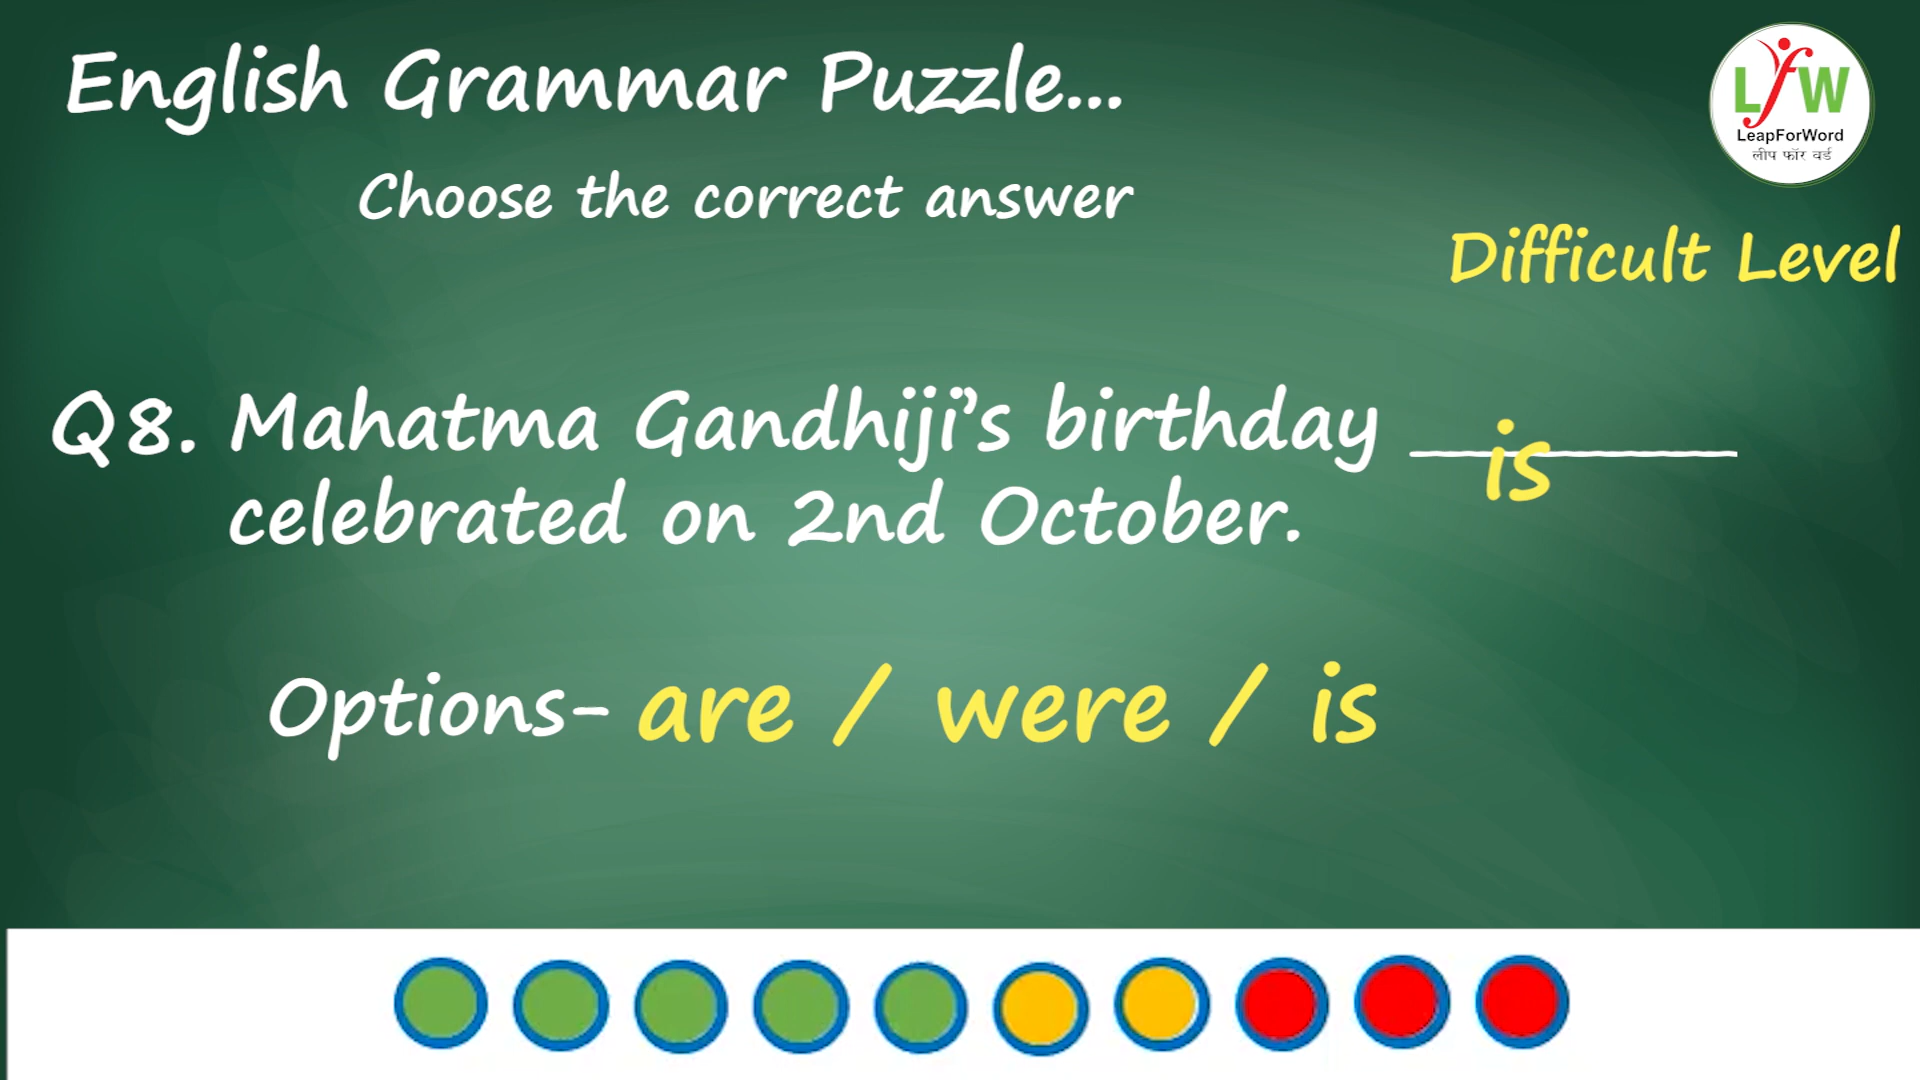 English Grammar Puzzle...
LfW
LeapForWord
लीप फॉर वर्ड
Choose the correct answer
Difficult Level
Q8. Mahatma Gandhiji's birthday _________ is
celebrated on 2nd October.
Options- are / were / is